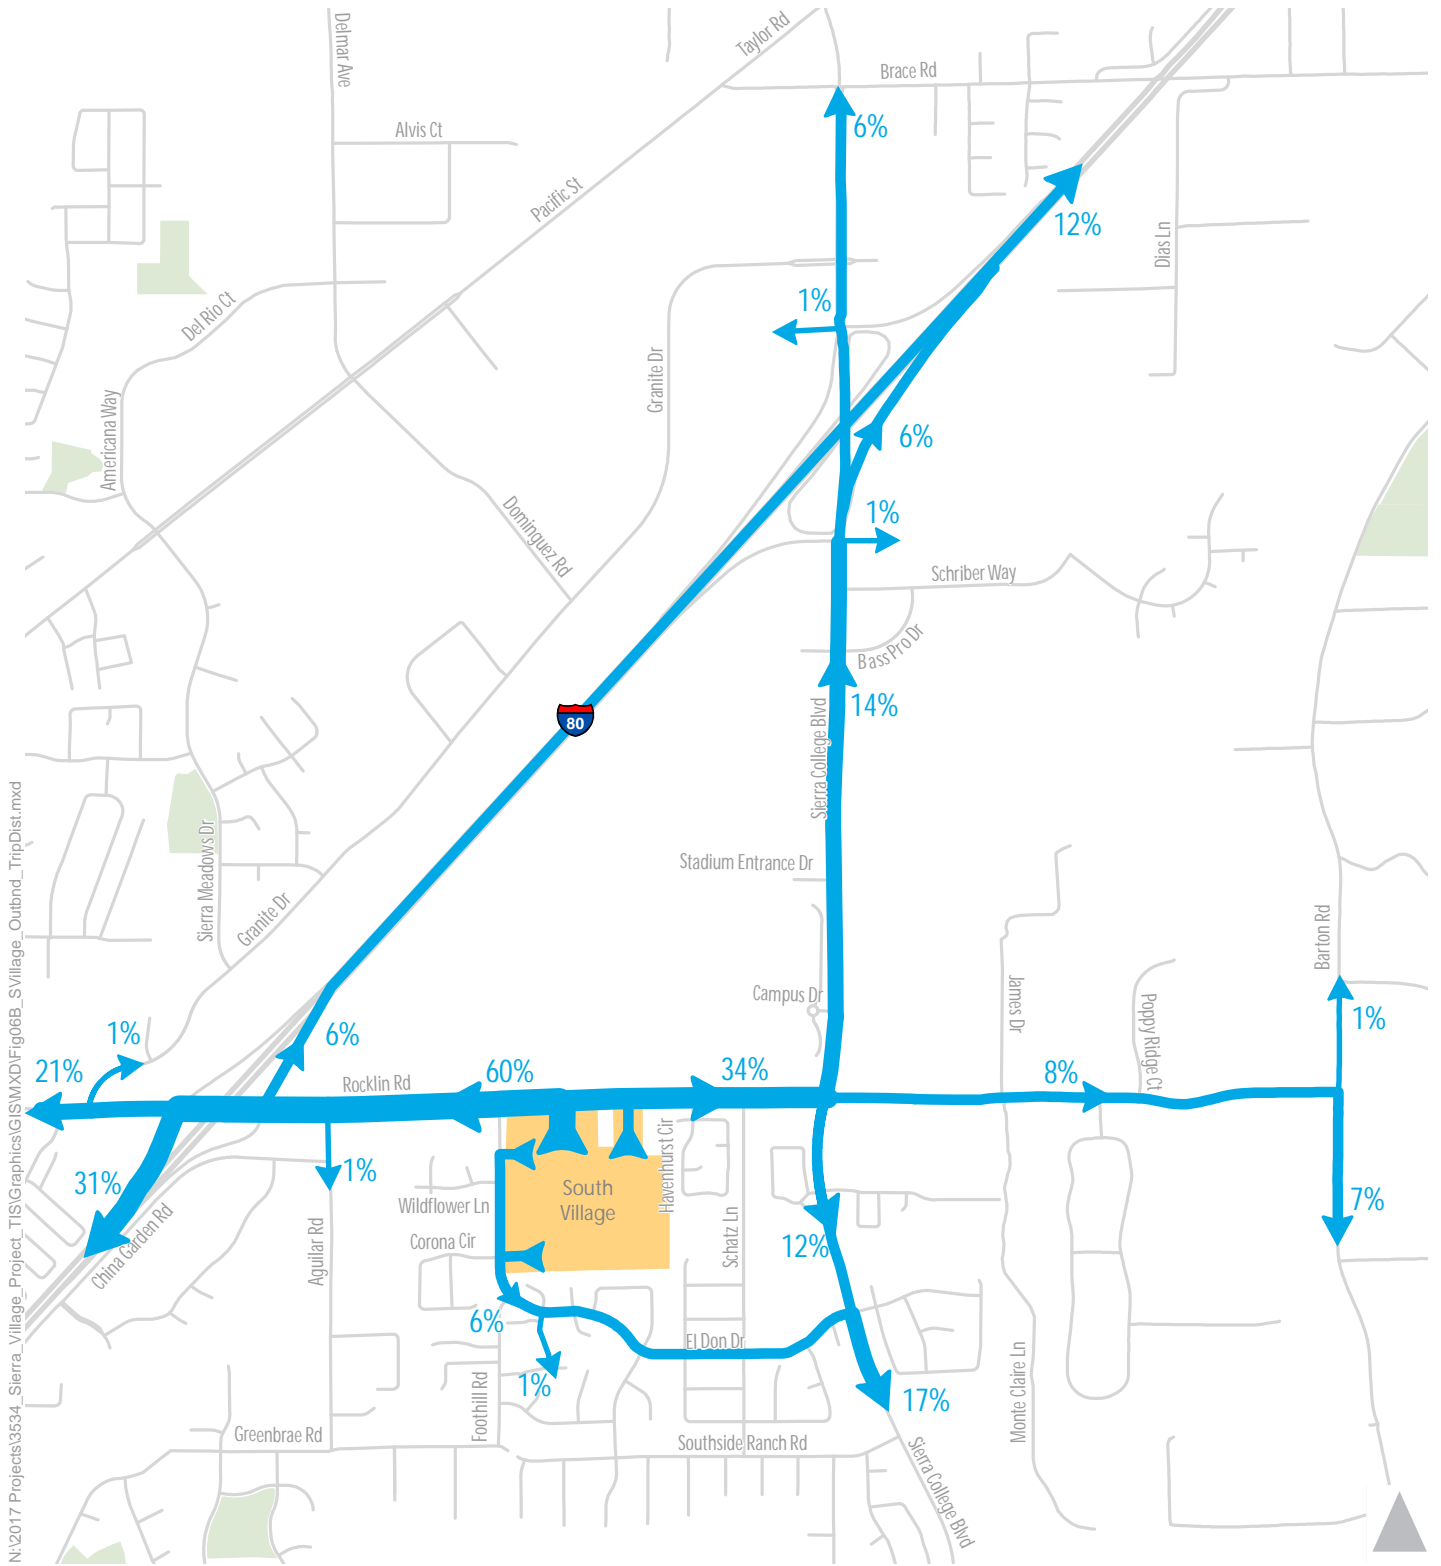 Delmar Ave
Taylor Rd
Brace Rd
6%
Alvis Ct
Pacific St
12%
Dias Ln
Del Rio Ct
1%
Granite Dr
Americana Way
6%
1%
Dominguez Rd
Schriber Way
Bass Pro Dr
14%
80
Sierra College Blvd
Stadium Entrance Dr
Sierra Meadows Dr
Granite Dr
Barton Rd
Campus Dr
James Dr
Poppy Ridge Ct
1%
6%
1%
21%
Rocklin Rd
60%
34%
8%
31%
1%
Wildflower Ln
South
Village
Havenhurst Cir
7%
China Garden Rd
Aguilar Rd
Corona Cir
Schatz Ln
12%
6%
El Don Dr
1%
Foothill Rd
17%
Monte Claire Ln
Greenbrae Rd
Southside Ranch Rd
Sierra College Blvd
N:\2017 Projects\3534_Sierra_Village_Project_TIS\Graphics\GIS\MXD\Fig06B_SVillage_Outbnd_TripDist.mxd